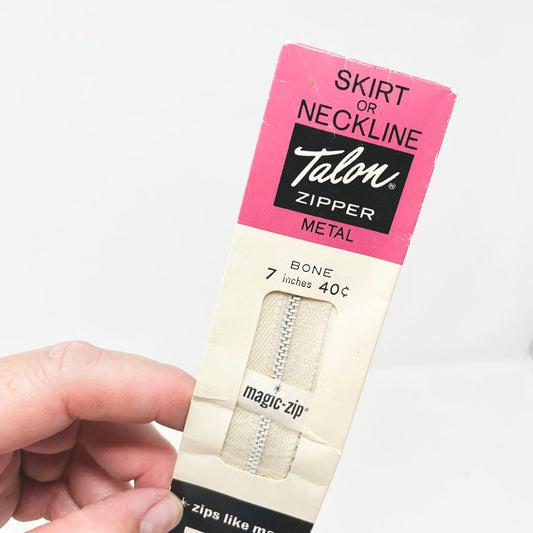 SKIRT
OR
NECKLINE
Talon®
ZIPPER
METAL
BONE
7 inches 40¢
magic-zip®
zips like